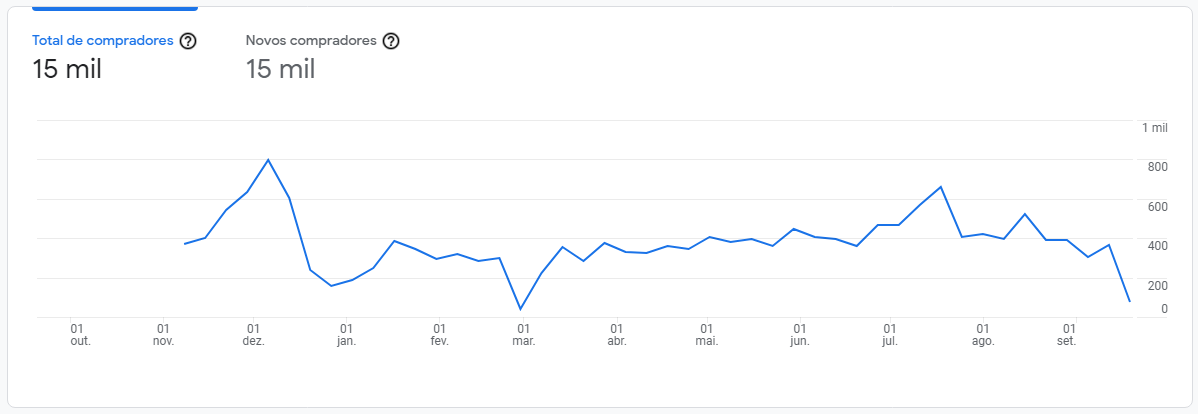 Total de compradores ?
15 mil
Novos compradores ?
15 mil
1 mil
800
600
400
200
0
01 out.
01 nov.
01 dez.
01 jan.
01 fev.
01 mar.
01 abr.
01 mai.
01 jun.
01 jul.
01 ago.
01 set.